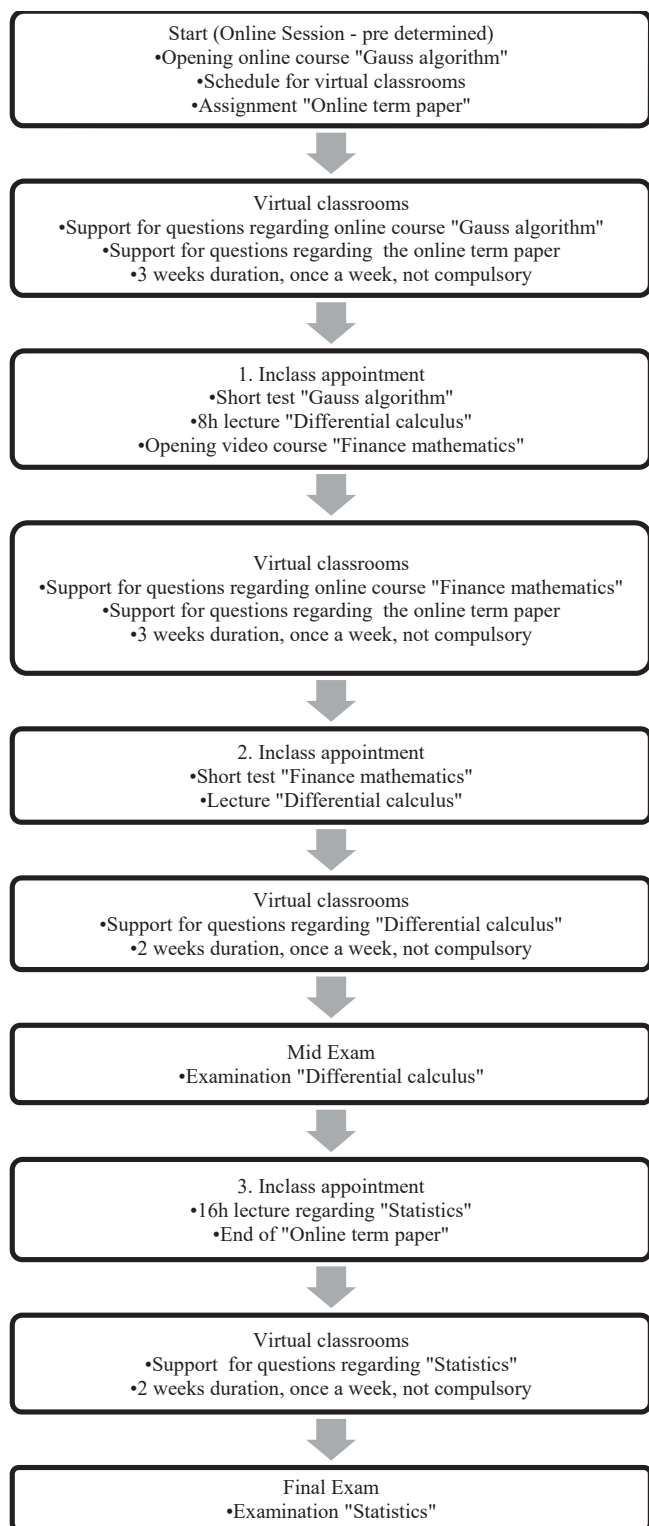 Start (Online Session - pre determined)
•Opening online course "Gauss algorithm"
•Schedule for virtual classrooms
•Assignment "Online term paper"
Virtual classrooms
•Support for questions regarding online course "Gauss algorithm"
•Support for questions regarding the online term paper
•3 weeks duration, once a week, not compulsory
1. Inclass appointment
•Short test "Gauss algorithm"
•8h lecture "Differential calculus"
•Opening video course "Finance mathematics"
Virtual classrooms
•Support for questions regarding online course "Finance mathematics"
•Support for questions regarding the online term paper
•3 weeks duration, once a week, not compulsory
2. Inclass appointment
•Short test "Finance mathematics"
•Lecture "Differential calculus"
Virtual classrooms
•Support for questions regarding "Differential calculus"
•2 weeks duration, once a week, not compulsory
Mid Exam
•Examination "Differential calculus"
3. Inclass appointment
•16h lecture regarding "Statistics"
•End of "Online term paper"
Virtual classrooms
•Support for questions regarding "Statistics"
•2 weeks duration, once a week, not compulsory
Final Exam
•Examination "Statistics"